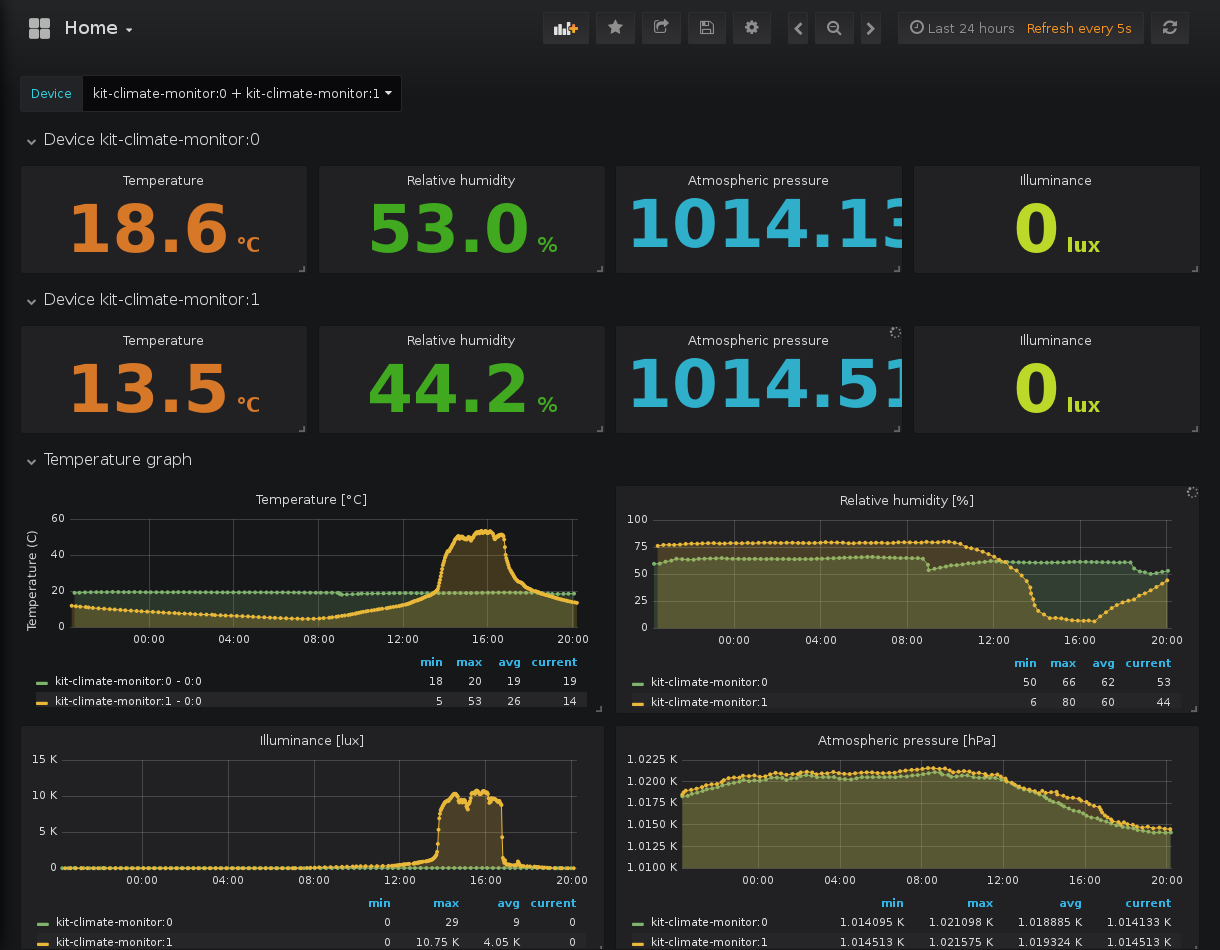 Home
Last 24 hours Refresh every 5s
Device kit-climate-monitor:0 + kit-climate-monitor:1
Device kit-climate-monitor:0
Temperature Relative humidity Atmospheric pressure Illuminance
18.6 °C 53.0 % 1014.13 0 lux
Device kit-climate-monitor:1
Temperature Relative humidity Atmospheric pressure Illuminance
13.5 °C 44.2 % 1014.51 0 lux
Temperature graph
Temperature [°C]
Temperature (C)
60
40
20
0
00:00 04:00 08:00 12:00 16:00 20:00
min max avg current
kit-climate-monitor:0 - 0:0 18 20 19 19
kit-climate-monitor:1 - 0:0 5 53 26 14
Relative humidity [%]
100
75
50
25
0
00:00 04:00 08:00 12:00 16:00 20:00
min max avg current
kit-climate-monitor:0 50 66 62 53
kit-climate-monitor:1 6 80 60 44
Illuminance [lux]
15 K
10 K
5 K
0
00:00 04:00 08:00 12:00 16:00 20:00
min max avg current
kit-climate-monitor:0 0 29 9 0
kit-climate-monitor:1 0 10.75 K 4.05 K 0
Atmospheric pressure [hPa]
1.0225 K
1.0200 K
1.0175 K
1.0150 K
1.0125 K
1.0100 K
00:00 04:00 08:00 12:00 16:00 20:00
min max avg current
kit-climate-monitor:0 1.014095 K 1.021098 K 1.018885 K 1.014133 K
kit-climate-monitor:1 1.014513 K 1.021575 K 1.019324 K 1.014513 K